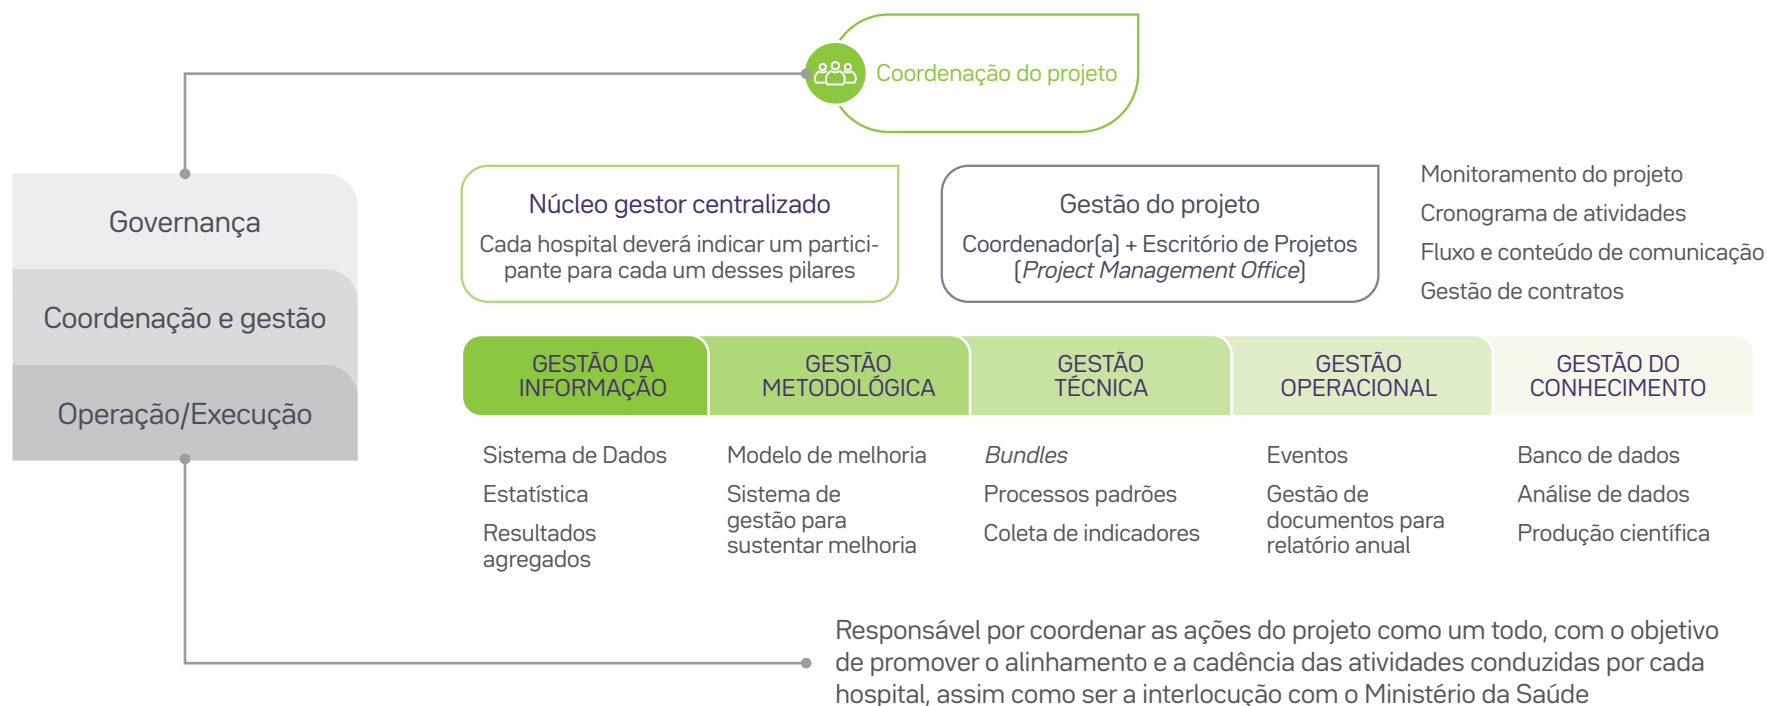 Coordenação do projeto
Governança
Coordenação e gestão
Operação/Execução
Núcleo gestor centralizado
Cada hospital deverá indicar um partici-
pante para cada um desses pilares
Gestão do projeto
Coordenador(a) + Escritório de Projetos
(Project Management Office)
Monitoramento do projeto
Cronograma de atividades
Fluxo e conteúdo de comunicação
Gestão de contratos
GESTÃO DA
INFORMAÇÃO
Sistema de Dados
Estatística
Resultados
agregados
GESTÃO
METODOLÓGICA
Modelo de melhoria
Sistema de
gestão para
sustentar melhoria
GESTÃO
TÉCNICA
Bundles
Processos padrões
Coleta de indicadores
GESTÃO
OPERACIONAL
Eventos
Gestão de
documentos para
relatório anual
GESTÃO DO
CONHECIMENTO
Banco de dados
Análise de dados
Produção científica
Responsável por coordenar as ações do projeto como um todo, com o objetivo
de promover o alinhamento e a cadência das atividades conduzidas por cada
hospital, assim como ser a interlocução com o Ministério da Saúde